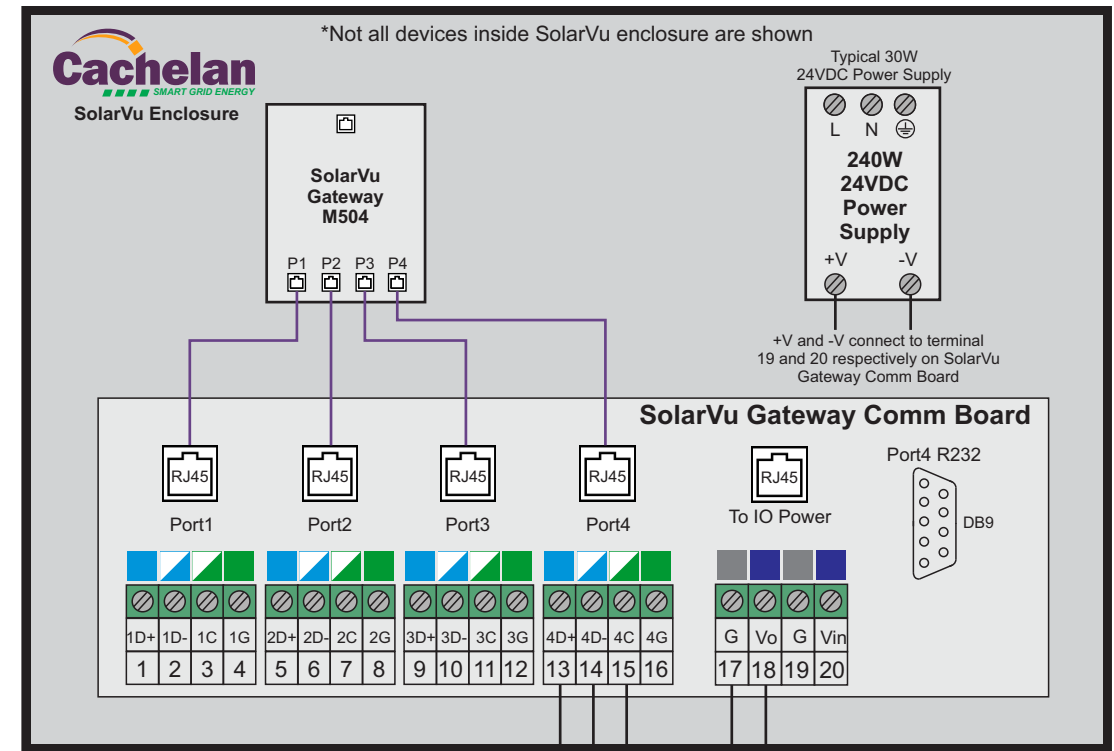 *Not all devices inside SolarVu enclosure are shown
Cachelan
SMART GRID ENERGY
SolarVu Enclosure
Typical 30W
24VDC Power Supply
L N
240W
24VDC
Power
Supply
+V -V
+V and -V connect to terminal
19 and 20 respectively on SolarVu
Gateway Comm Board
SolarVu
Gateway
M504
P1 P2 P3 P4
SolarVu Gateway Comm Board
RJ45 RJ45 RJ45 RJ45 RJ45
Port1 Port2 Port3 Port4 To IO Power
Port4 R232
DB9
1D+ 1D- 1C 1G 2D+ 2D- 2C 2G 3D+ 3D- 3C 3G 4D+ 4D- 4C 4G G Vo G Vin
1 2 3 4 5 6 7 8 9 10 11 12 13 14 15 16 17 18 19 20